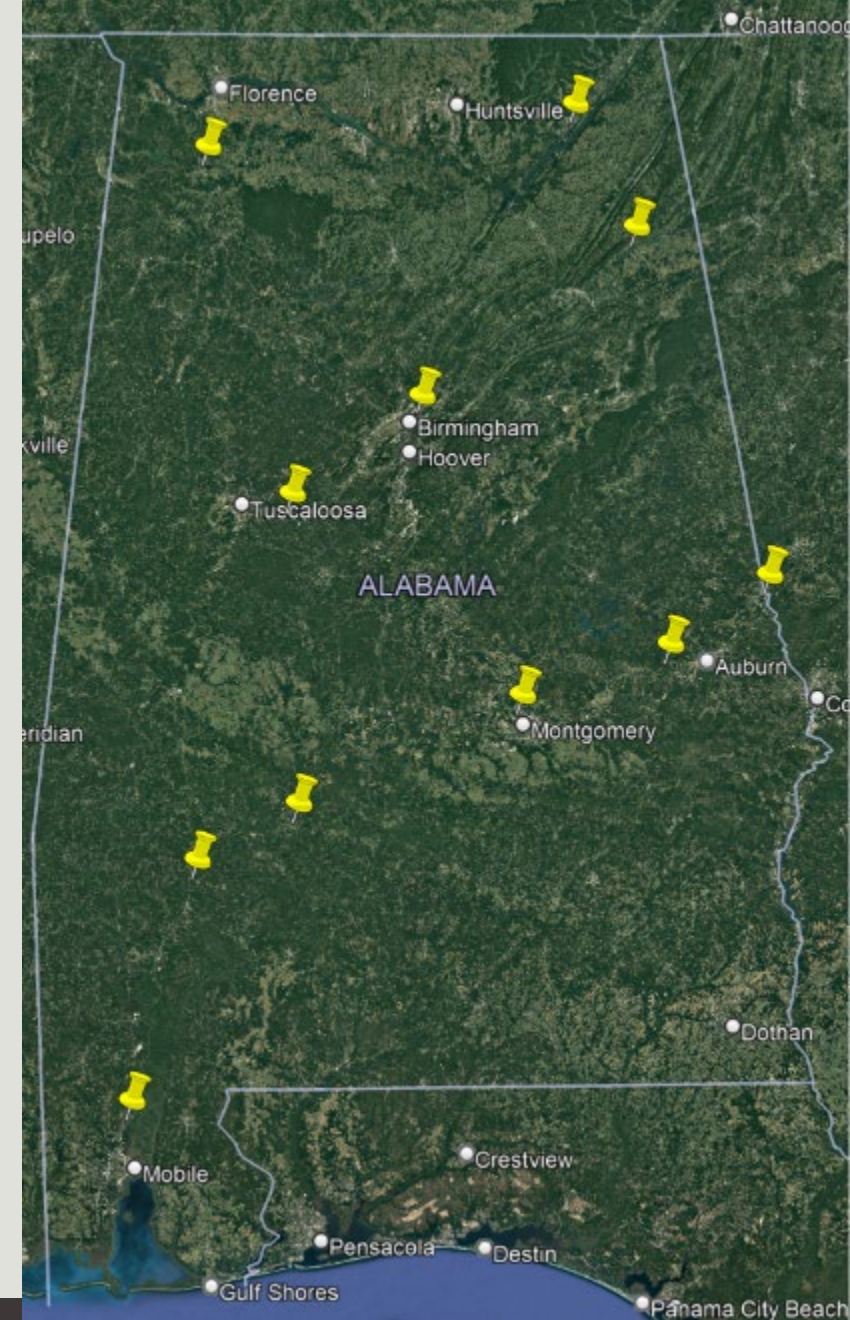 Chattanoog
Florence
Huntsville
upelo
Birmingham
kville
Hoover
Tuscaloosa
ALABAMA
Auburn
Co
Montgomery
eridian
Dothan
Crestview
Mobile
Pensacola
Destin
Gulf Shores
Panama City Beach